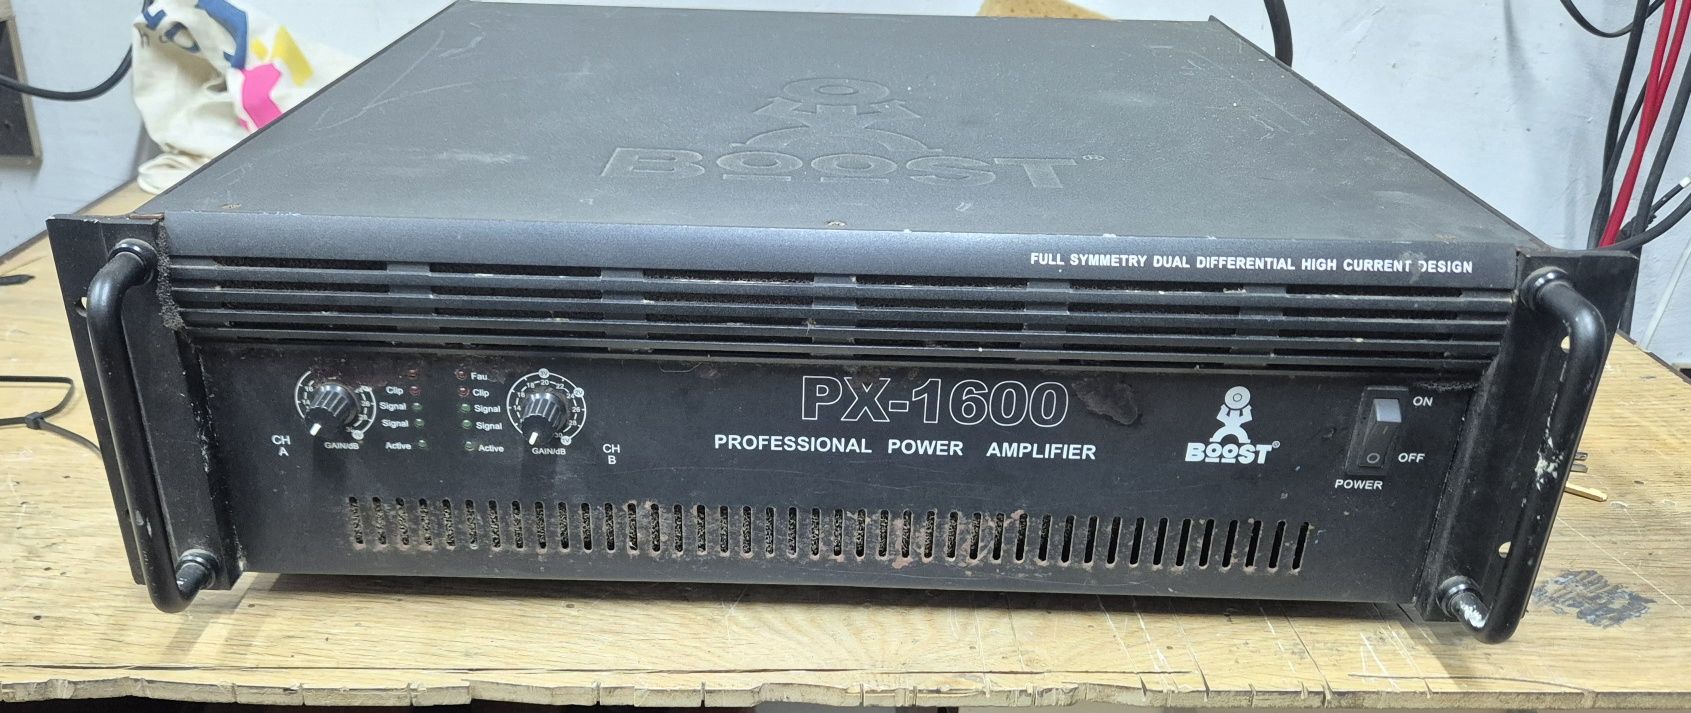 BOOST®
FULL SYMMETRY DUAL DIFFERENTIAL HIGH CURRENT DESIGN
Clip
Signal
Signal
Active
CH
A
GAIN/dB
Clip
Signal
Signal
Active
GAIN/dB
CH
B
PX-1600
PROFESSIONAL POWER AMPLIFIER
BOOST®
ON
OFF
POWER